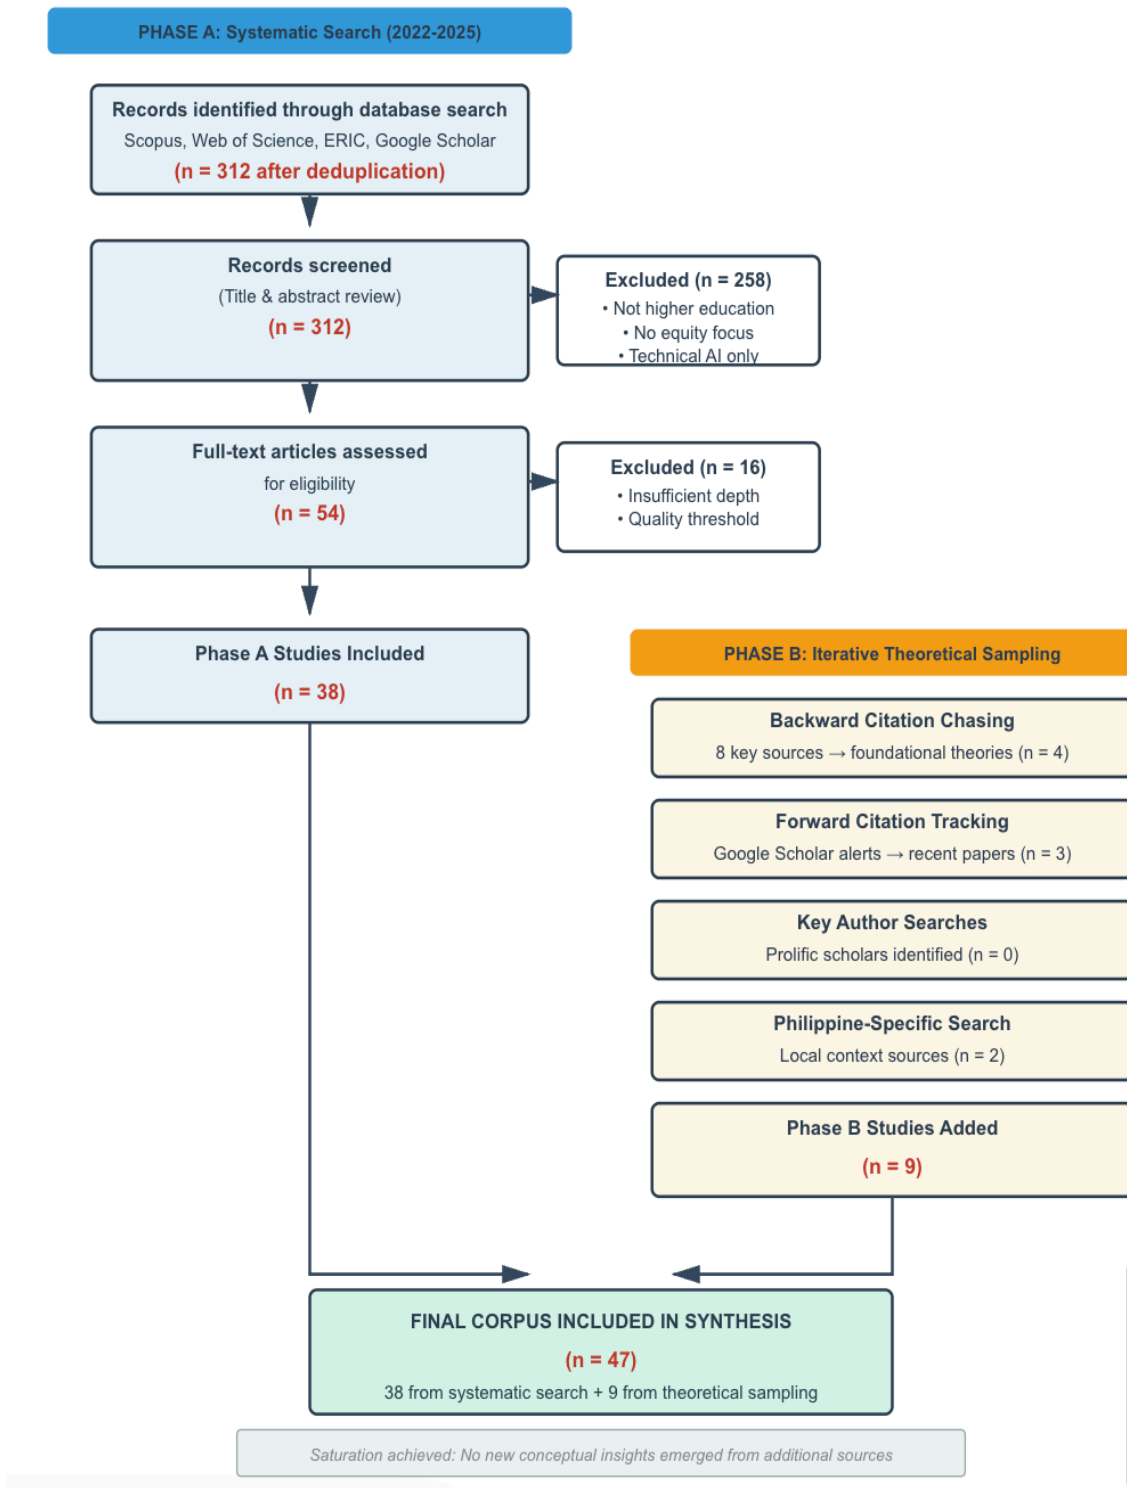 PHASE A: Systematic Search (2022-2025)
Records identified through database search
Scopus, Web of Science, ERIC, Google Scholar
(n = 312 after deduplication)
Records screened
(Title & abstract review)
(n = 312)
Excluded (n = 258)
• Not higher education
• No equity focus
• Technical AI only
Full-text articles assessed
for eligibility
(n = 54)
Excluded (n = 16)
• Insufficient depth
• Quality threshold
Phase A Studies Included
(n = 38)
PHASE B: Iterative Theoretical Sampling
Backward Citation Chasing
8 key sources → foundational theories (n = 4)
Forward Citation Tracking
Google Scholar alerts → recent papers (n = 3)
Key Author Searches
Prolific scholars identified (n = 0)
Philippine-Specific Search
Local context sources (n = 2)
Phase B Studies Added
(n = 9)
FINAL CORPUS INCLUDED IN SYNTHESIS
(n = 47)
38 from systematic search + 9 from theoretical sampling
Saturation achieved: No new conceptual insights emerged from additional sources